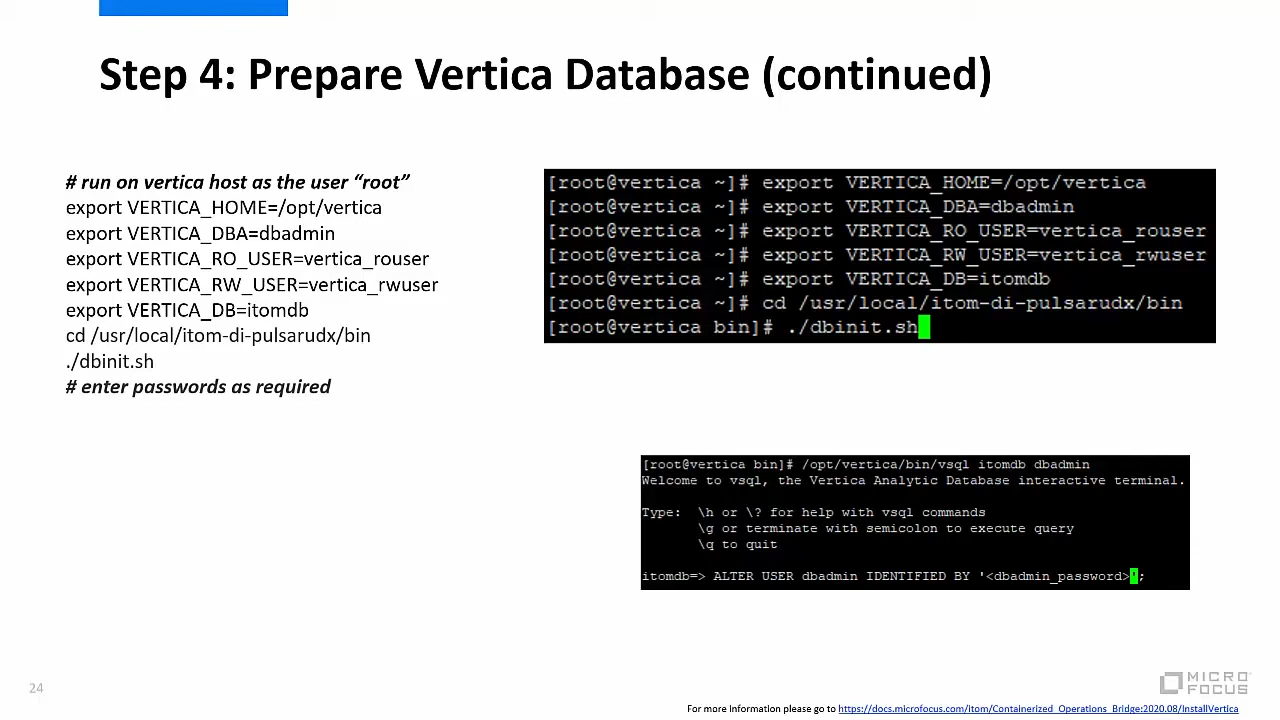 Step 4: Prepare Vertica Database (continued)
# run on vertica host as the user “root”
export VERTICA_HOME=/opt/vertica
export VERTICA_DBA=dbadmin
export VERTICA_RO_USER=vertica_rouser
export VERTICA_RW_USER=vertica_rwuser
export VERTICA_DB=itomdb
cd /usr/local/itom-di-pulsarudx/bin
./dbinit.sh
# enter passwords as required
[root@vertica ~]# export VERTICA_HOME=/opt/vertica
[root@vertica ~]# export VERTICA_DBA=dbadmin
[root@vertica ~]# export VERTICA_RO_USER=vertica_rouser
[root@vertica ~]# export VERTICA_RW_USER=vertica_rwuser
[root@vertica ~]# export VERTICA_DB=itomdb
[root@vertica ~]# cd /usr/local/itom-di-pulsarudx/bin
[root@vertica bin]# ./dbinit.sh
[root@vertica bin]# /opt/vertica/bin/vsql itomdb dbadmin
Welcome to vsql, the Vertica Analytic Database interactive terminal.
Type:  \h or \? for help with vsql commands
\g or terminate with semicolon to execute query
\q to quit
itomdb=> ALTER USER dbadmin IDENTIFIED BY '<dbadmin_password>';
24
MICRO
FOCUS
For more Information please go to https://docs.microfocus.com/itom/Containerized_Operations_Bridge:2020.08/InstallVertica